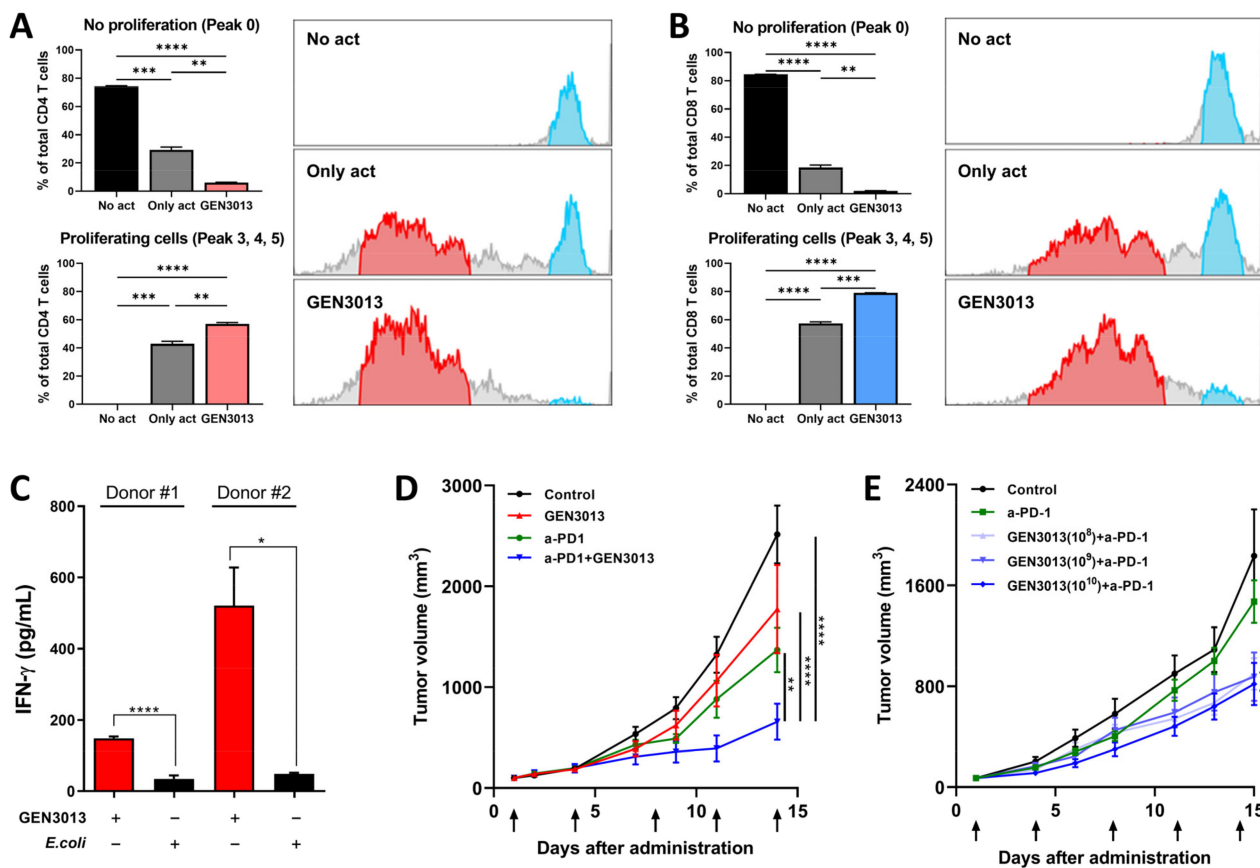 A
No proliferation (Peak 0)
% of total CD4 T cells
100
80
60
40
20
0
****
***
**
No act
Only act
GEN3013
Proliferating cells (Peak 3, 4, 5)
% of total CD4 T cells
100
80
60
40
20
0
****
***
**
No act
Only act
GEN3013
No act
Only act
GEN3013
B
No proliferation (Peak 0)
% of total CD8 T cells
100
80
60
40
20
0
****
****
**
No act
Only act
GEN3013
Proliferating cells (Peak 3, 4, 5)
% of total CD8 T cells
100
80
60
40
20
0
****
****
***
No act
Only act
GEN3013
No act
Only act
GEN3013
C
Donor #1
Donor #2
IFN-γ (pg/mL)
800
600
400
200
0
****
*
GEN3013 + − + −
E.coli − + − +
D
Tumor volume (mm³)
3000
2000
1000
0
Control
GEN3013
a-PD1
a-PD1+GEN3013
**
****
****
0 5 10 15
Days after administration
E
Tumor volume (mm³)
2400
1600
800
0
Control
a-PD-1
GEN3013(10⁸)+a-PD-1
GEN3013(10⁹)+a-PD-1
GEN3013(10¹⁰)+a-PD-1
0 5 10 15
Days after administration